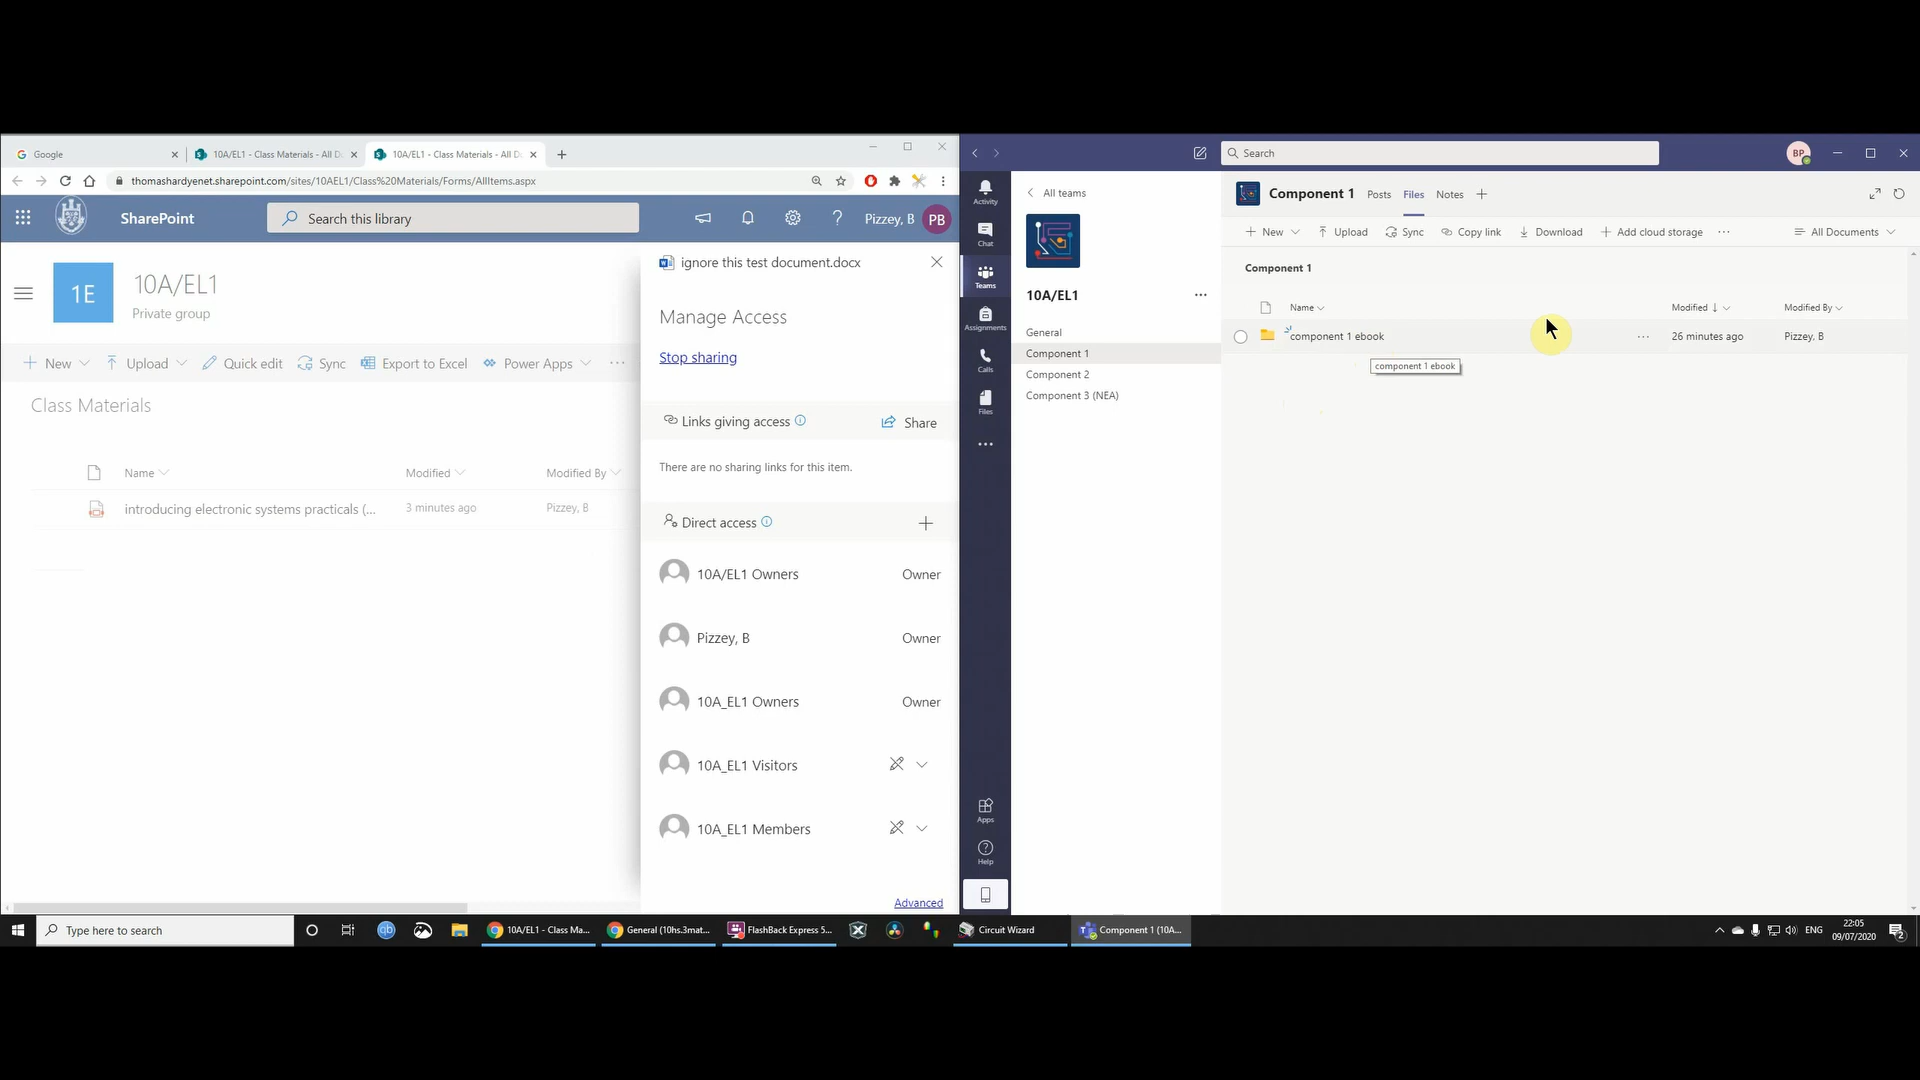 Google
10A/EL1 - Class Materials - All D
10A/EL1 - Class Materials - All D
thomashardyenet.sharepoint.com/sites/10AEL1/Class%20Materials/Forms/AllItems.aspx
SharePoint
Search this library
Pizzey, B
PB
1E
10A/EL1
Private group
New
Upload
Quick edit
Sync
Export to Excel
Power Apps
Class Materials
Name
Modified
Modified By
introducing electronic systems practicals (...
3 minutes ago
Pizzey, B
ignore this test document.docx
Manage Access
Stop sharing
Links giving access
Share
There are no sharing links for this item.
Direct access
10A/EL1 Owners
Owner
Pizzey, B
Owner
10A_EL1 Owners
Owner
10A_EL1 Visitors
10A_EL1 Members
Advanced
Search
BP
Activity
Chat
Teams
Assignments
Calls
Files
Apps
Help
All teams
10A/EL1
General
Component 1
Component 2
Component 3 (NEA)
Component 1
Posts
Files
Notes
New
Upload
Sync
Copy link
Download
Add cloud storage
All Documents
Component 1
Name
Modified
Modified By
component 1 ebook
26 minutes ago
Pizzey, B
component 1 ebook
Type here to search
qb
10A/EL1 - Class Ma...
General (10hs.3mat...
FlashBack Express 5...
Circuit Wizard
Component 1 (10A...
ENG
22:05
09/07/2020
2